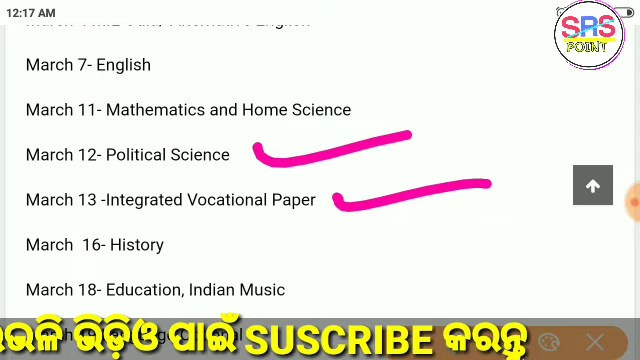 12:17 AM
SRS
POINT
March 7- English
March 11- Mathematics and Home Science
March 12- Political Science
March 13 -Integrated Vocational Paper
March 16- History
March 18- Education, Indian Music
ଭଳି ଭିଡ଼ିଓ ପାଇଁ SUSCRIBE କରନ୍ତୁ